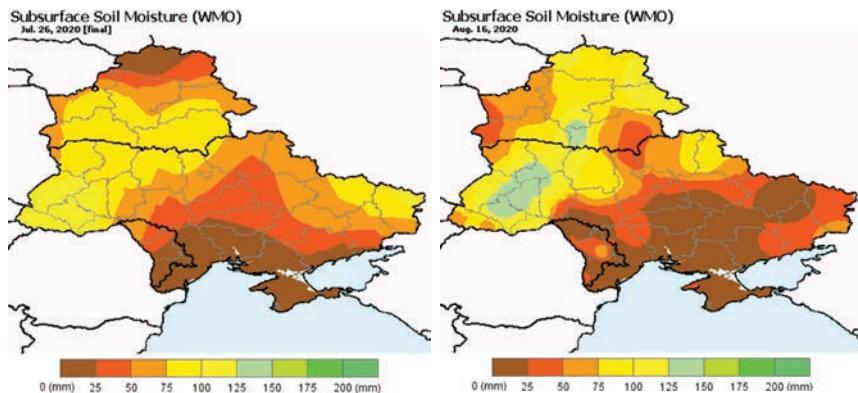 Subsurface Soil Moisture (WMO)
Jul. 26, 2020 [final]
0 (mm) 25 50 75 100 125 150 175 200 (mm)
Subsurface Soil Moisture (WMO)
Aug. 16, 2020
0 (mm) 25 50 75 100 125 150 175 200 (mm)